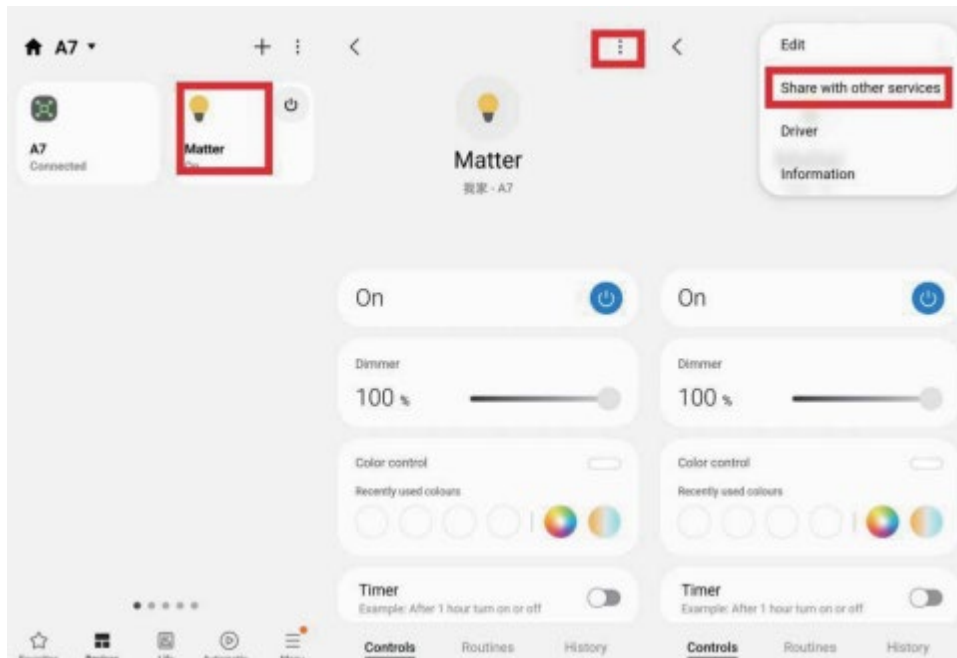 A7
A7
Connected
Matter
On
Matter
我家 - A7
On
Dimmer
100 %
Color control
Recently used colours
Timer
Example: After 1 hour turn on or off
Controls
Routines
History
Edit
Share with other services
Driver
Information
On
Dimmer
100 %
Color control
Recently used colours
Timer
Example: After 1 hour turn on or off
Controls
Routines
History